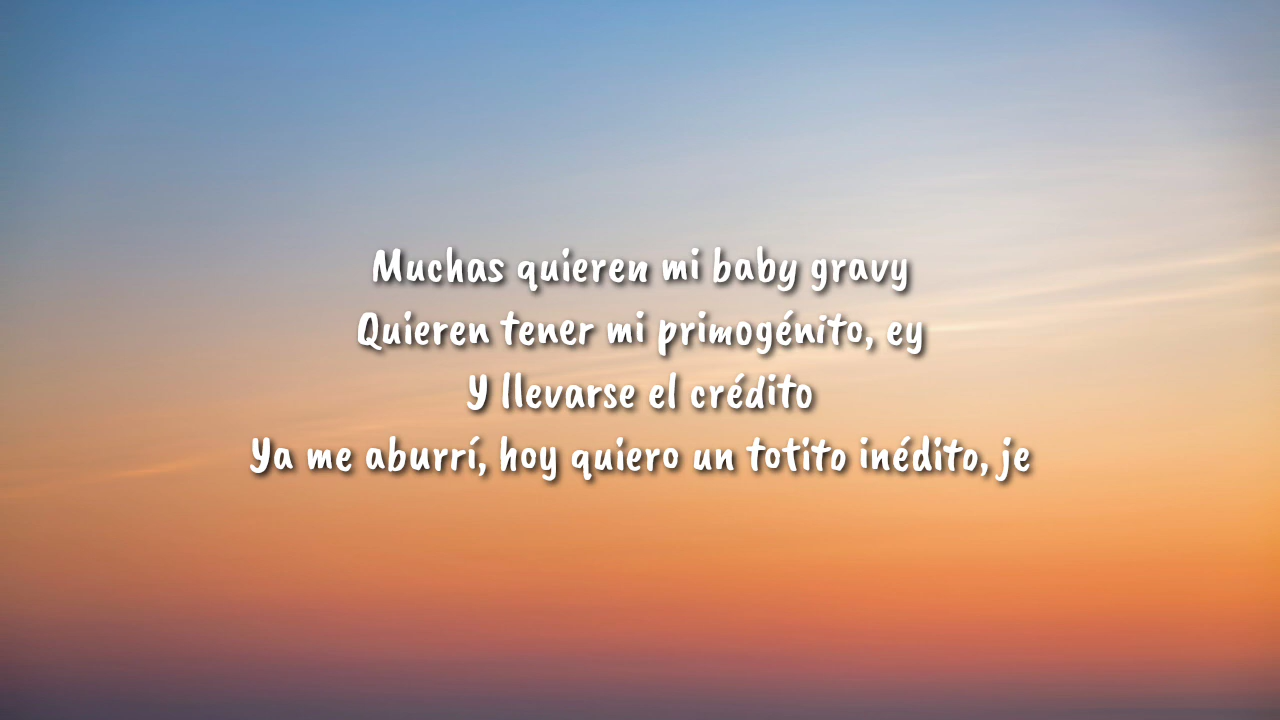 Muchas quieren mi baby gravy
Quieren tener mi primogénito, ey
Y llevarse el crédito
Ya me aburrí, hoy quiero un totito inédito, je